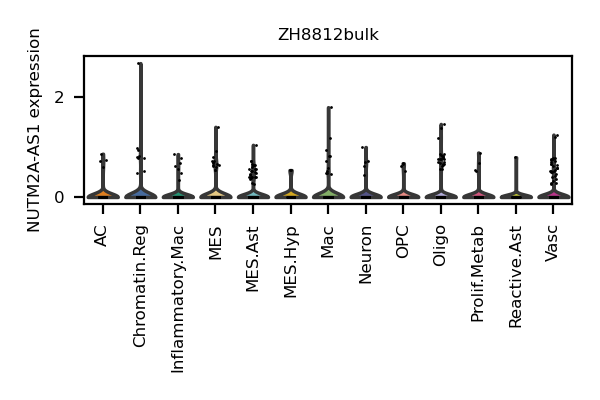 ZH8812bulk
NUTM2A-AS1 expression
2
0
AC
Chromatin.Reg
Inflammatory.Mac
MES
MES.Ast
MES.Hyp
Mac
Neuron
OPC
Oligo
Prolif.Metab
Reactive.Ast
Vasc